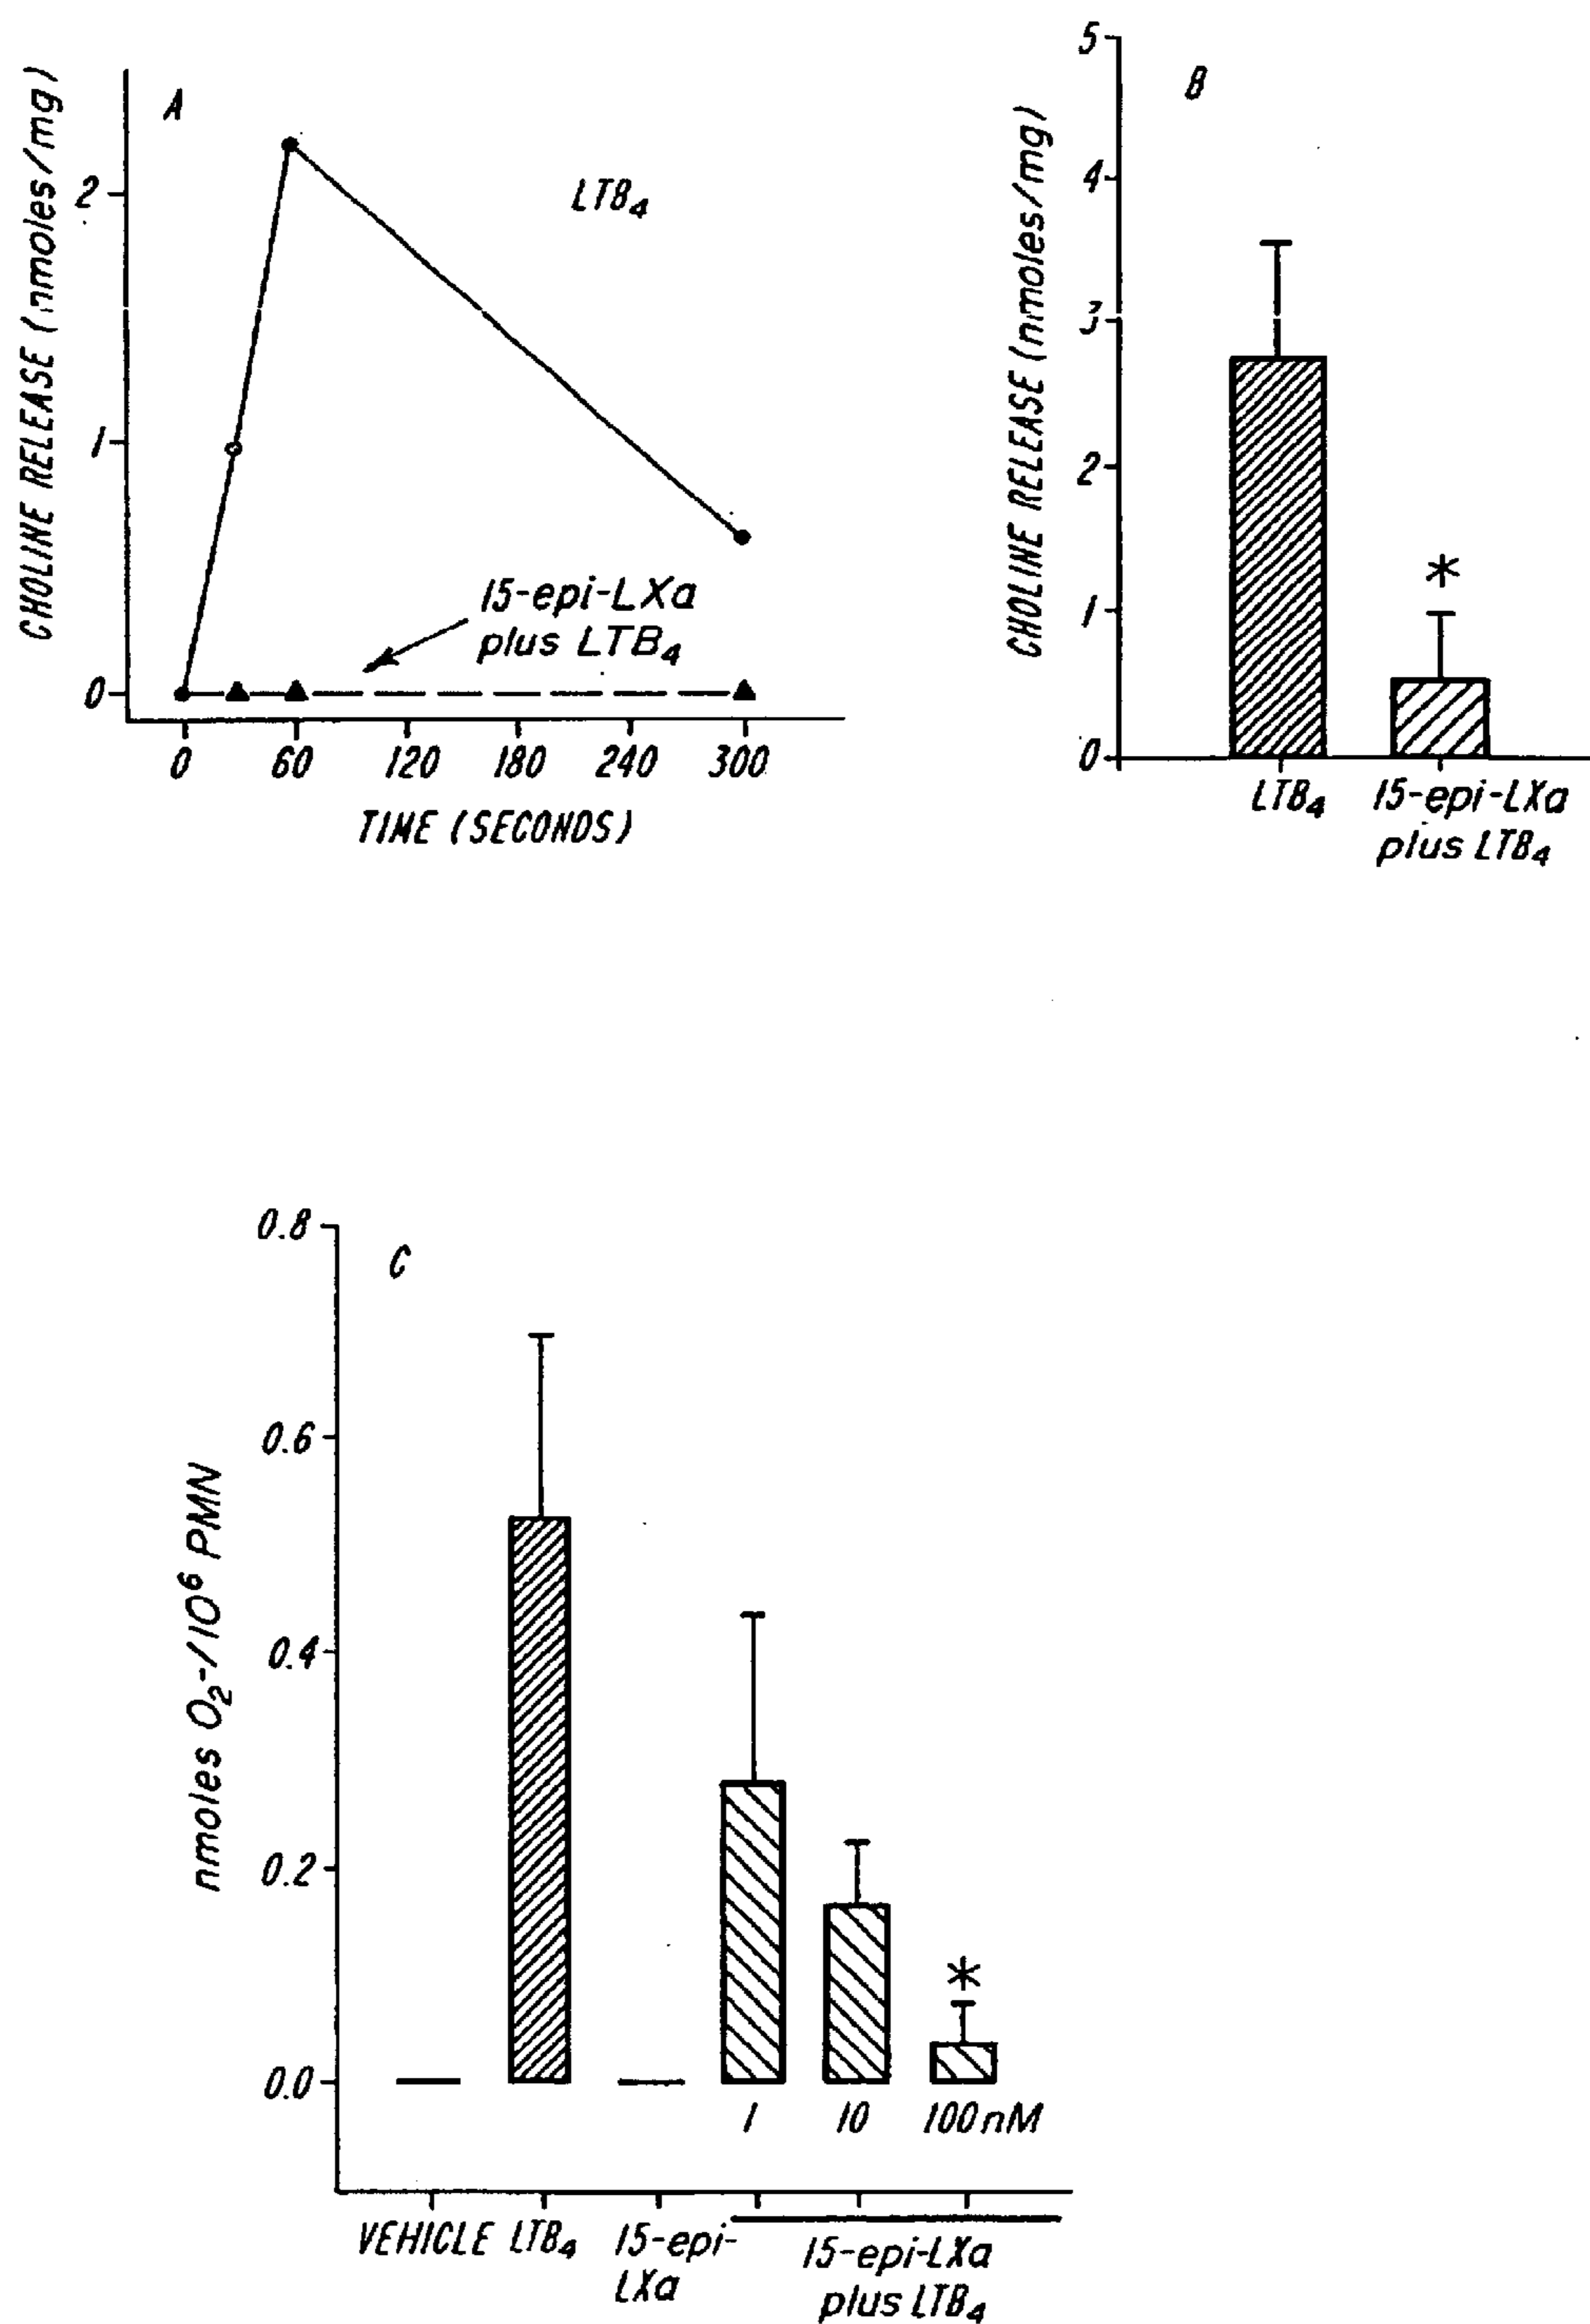 A
CHOLINE RELEASE (nmoles/mg)
2
1
0
LTB4
15-epi-LXa
plus LTB4
0 60 120 180 240 300
TIME (SECONDS)
B
CHOLINE RELEASE (nmoles/mg)
5
4
3
2
1
0
*
LTB4 15-epi-LXa
plus LTB4
C
nmoles O2-/10⁶ PMN
0.8
0.6
0.4
0.2
0.0
*
1 10 100 nM
VEHICLE LTB4 15-epi- 15-epi-LXa
LXa plus LTB4